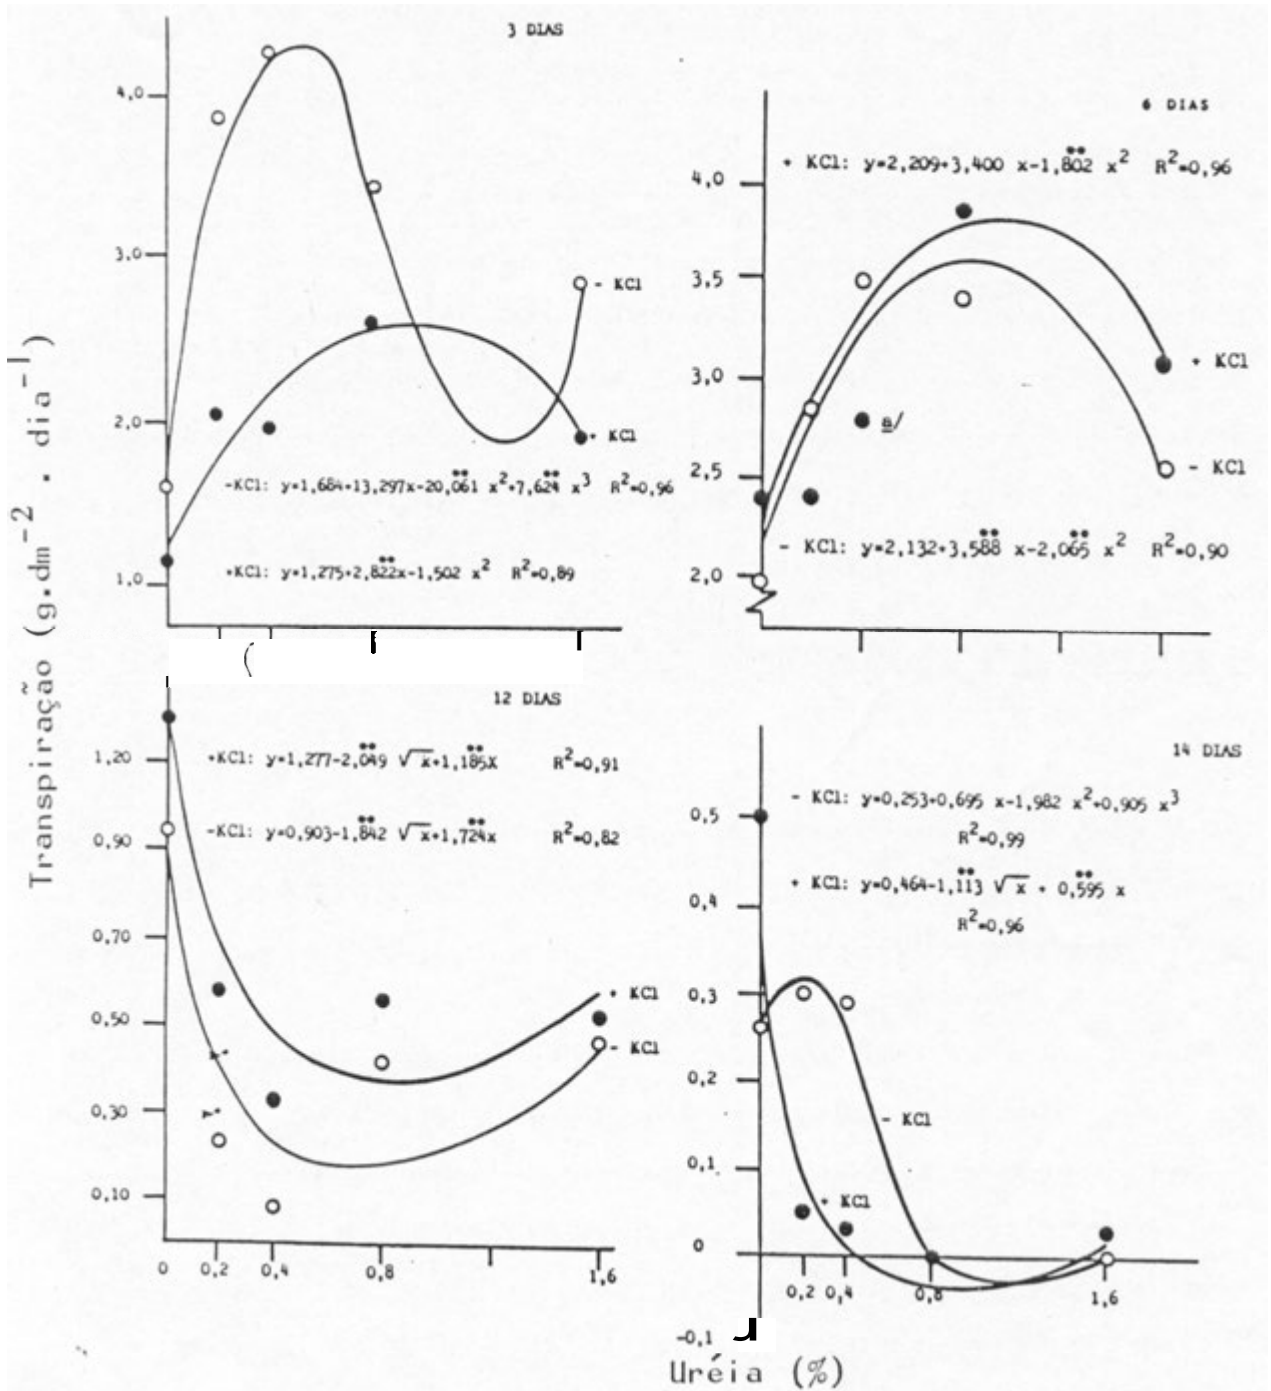 Transpiração (g.dm⁻² . dia⁻¹)
3 DIAS
4,0
3,0
2,0
1,0
- KCl
+ KCl
-KCl: y=1,684+13,297x-20,061 x²+7,624 x³ R²=0,96
+KCl: y=1,275+2,822x-1,502 x² R²=0,89
6 DIAS
+ KCl: y=2,209+3,400 x-1,802 x² R²=0,96
4,0
3,5
3,0
2,5
2,0
+ KCl
a/
- KCl
- KCl: y=2,132+3,588 x-2,065 x² R²=0,90
12 DIAS
+KCl: y=1,277-2,049 √x+1,185x R²=0,91
-KCl: y=0,903-1,842 √x+1,724x R²=0,82
1,20
0,90
0,70
0,50
0,30
0,10
+ KCl
- KCl
0 0,2 0,4 0,8 1,6
14 DIAS
- KCl: y=0,253+0,695 x-1,982 x²+0,905 x³
R²=0,99
+ KCl: y=0,464-1,113 √x + 0,595 x
R²=0,96
0,5
0,4
0,3
0,2
0,1
0
-0,1
- KCl
+ KCl
0,2 0,4 0,8 1,6
Uréia (%)